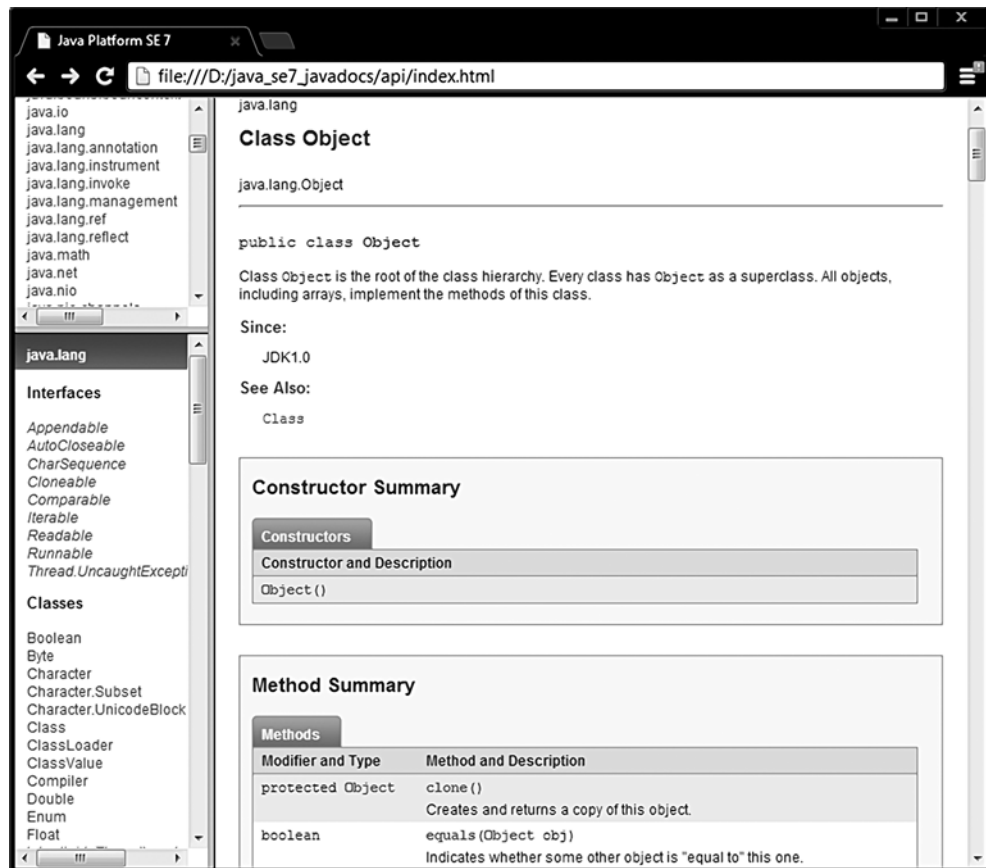 Java Platform SE 7
file:///D:/java_se7_javadocs/api/index.html
java.io
java.lang
java.lang.annotation
java.lang.instrument
java.lang.invoke
java.lang.management
java.lang.ref
java.lang.reflect
java.math
java.net
java.nio
java.lang
Interfaces
Appendable
AutoCloseable
CharSequence
Cloneable
Comparable
Iterable
Readable
Runnable
Thread.UncaughtExcepti
Classes
Boolean
Byte
Character
Character.Subset
Character.UnicodeBlock
Class
ClassLoader
ClassValue
Compiler
Double
Enum
Float
java.lang
Class Object
java.lang.Object
public class Object
Class Object is the root of the class hierarchy. Every class has Object as a superclass. All objects,
including arrays, implement the methods of this class.
Since:
JDK1.0
See Also:
Class
Constructor Summary
Constructors
Constructor and Description
Object()
Method Summary
Methods
Modifier and Type Method and Description
protected Object clone()
Creates and returns a copy of this object.
boolean equals(Object obj)
Indicates whether some other object is "equal to" this one.